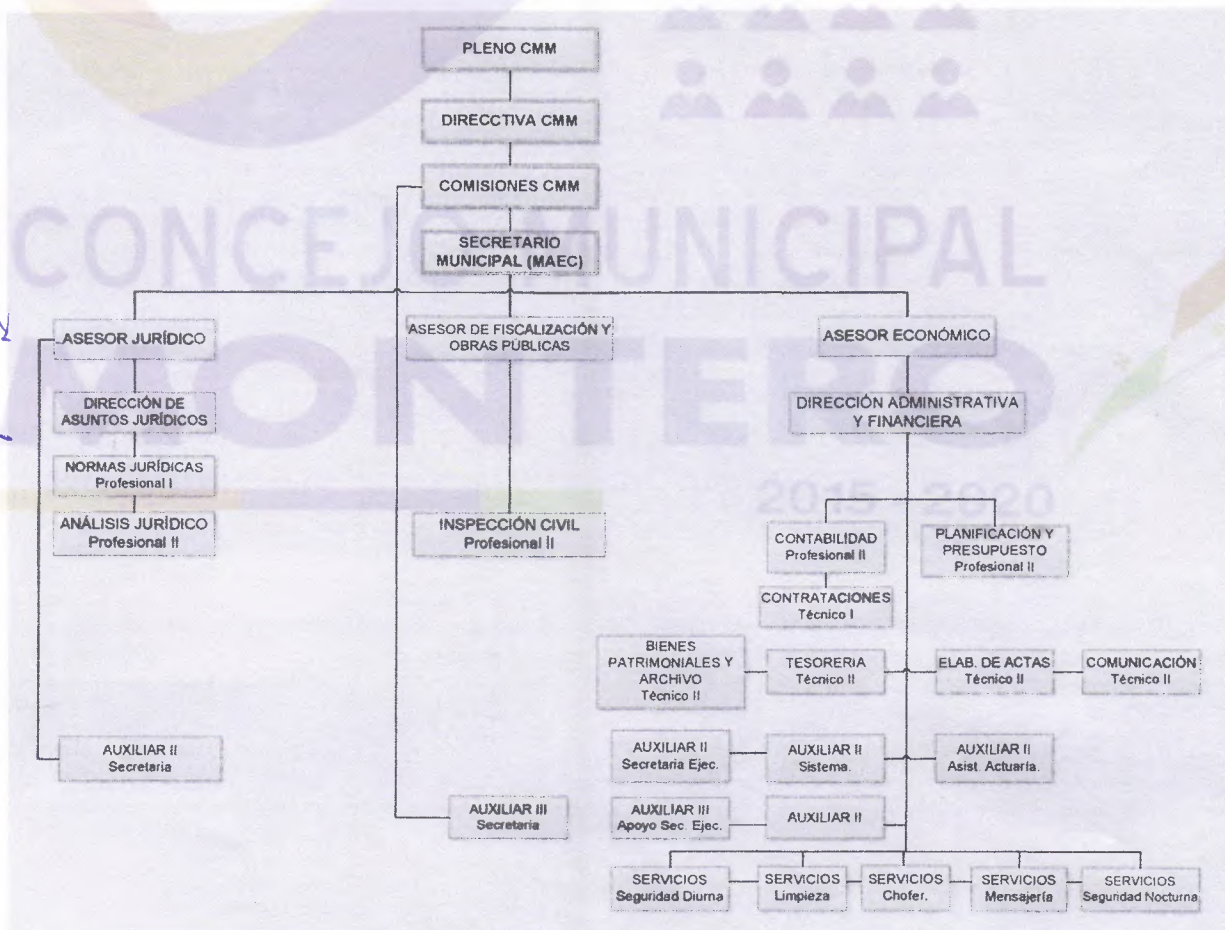 PLENO CMM
DIRECCTIVA CMM
COMISIONES CMM
SECRETARIO
MUNICIPAL (MAEC)
CONCEJO MUNICIPAL
MONTERO
2015 - 2020
ASESOR JURÍDICO
DIRECCIÓN DE
ASUNTOS JURÍDICOS
NORMAS JURÍDICAS
Profesional I
ANÁLISIS JURÍDICO
Profesional II
AUXILIAR II
Secretaria
ASESOR DE FISCALIZACIÓN Y
OBRAS PÚBLICAS
INSPECCIÓN CIVIL
Profesional II
AUXILIAR III
Secretaria
ASESOR ECONÓMICO
DIRECCIÓN ADMINISTRATIVA
Y FINANCIERA
CONTABILIDAD
Profesional II
PLANIFICACIÓN Y
PRESUPUESTO
Profesional II
CONTRATACIONES
Técnico I
BIENES
PATRIMONIALES Y
ARCHIVO
Técnico II
TESORERIA
Técnico II
ELAB. DE ACTAS
Técnico II
COMUNICACIÓN
Técnico II
AUXILIAR II
Secretaria Ejec.
AUXILIAR II
Sistema.
AUXILIAR II
Asist. Actuaría.
AUXILIAR III
Apoyo Sec. Ejec.
AUXILIAR II
SERVICIOS
Seguridad Diurna
SERVICIOS
Limpieza
SERVICIOS
Chofer.
SERVICIOS
Mensajería
SERVICIOS
Seguridad Nocturna